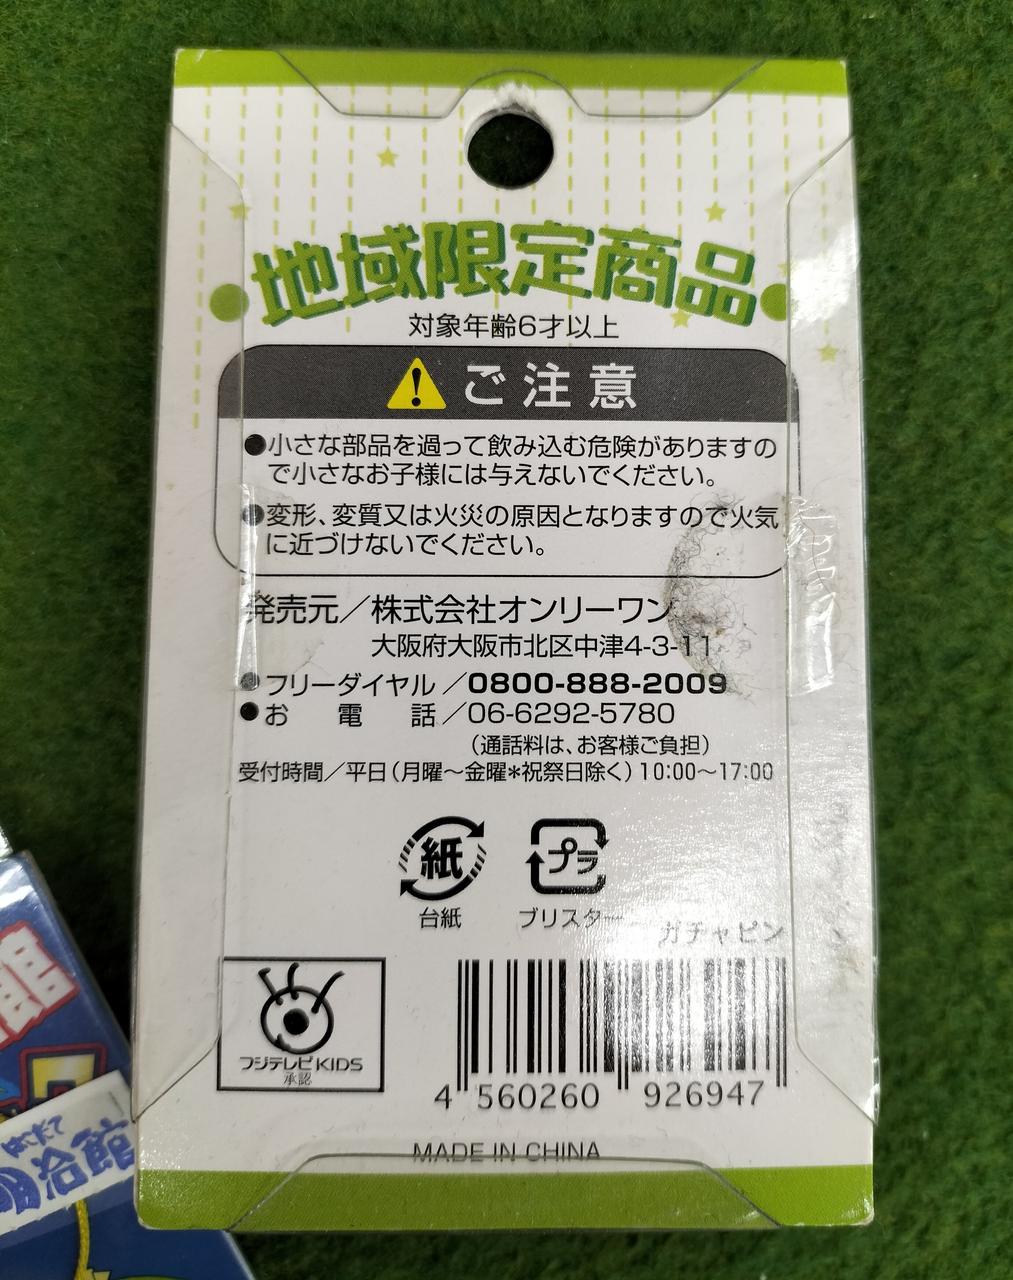 地域限定商品
対象年齢6才以上
ご注意
●小さな部品を過って飲み込む危険がありますの
で小さなお子様には与えないでください。
●変形、変質又は火災の原因となりますので火気
に近づけないでください。
発売元／株式会社オンリーワン
大阪府大阪市北区中津4-3-11
●フリーダイヤル／0800-888-2009
●お電話／06-6292-5780
（通話料は、お客様ご負担）
受付時間／平日（月曜〜金曜*祝祭日除く）10:00〜17:00
紙
プラ
台紙
ブリスター
ガチャピン
フジテレビKIDS
承認
4 560260 926947
MADE IN CHINA
館
はこだて
明治館